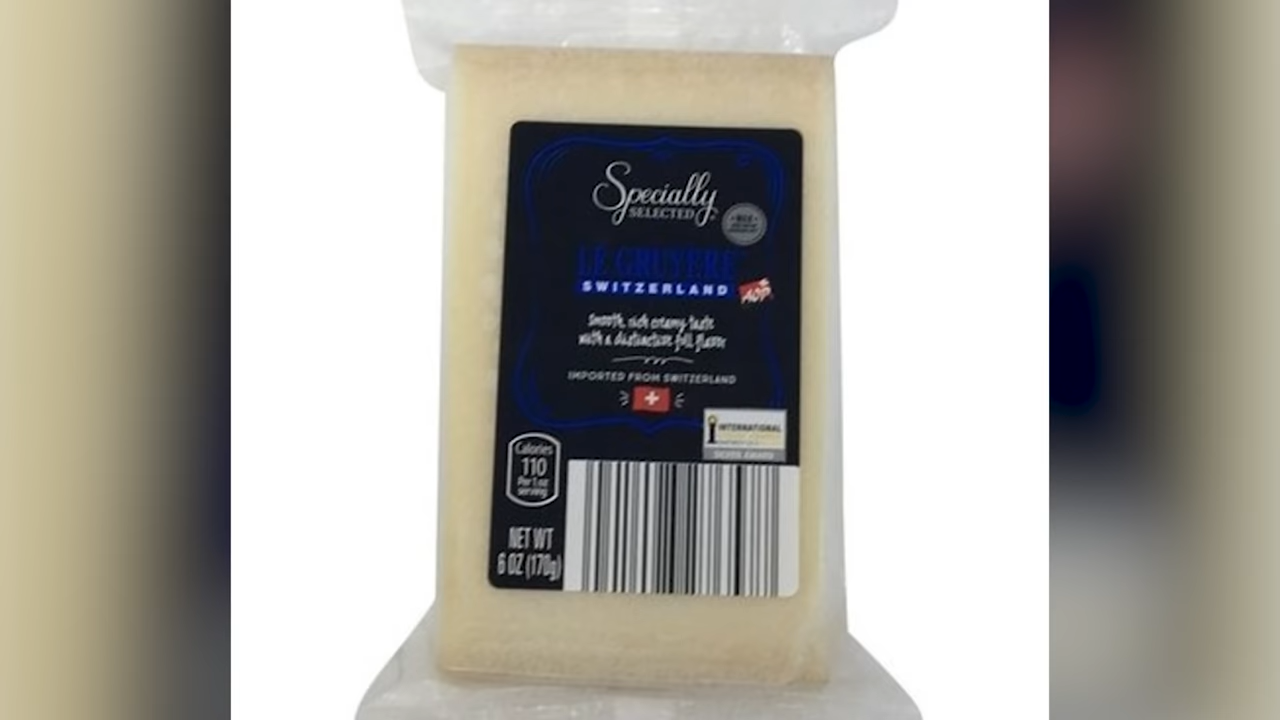 Specially
SELECTED
LE GRUYERE
SWITZERLAND
AOP
Smooth, rich creamy taste
with a distinctive full flavor
IMPORTED FROM SWITZERLAND
INTERNATIONAL
SILVER AWARD
Calories
110
Per 1 oz
serving
NET WT
6 OZ (170g)